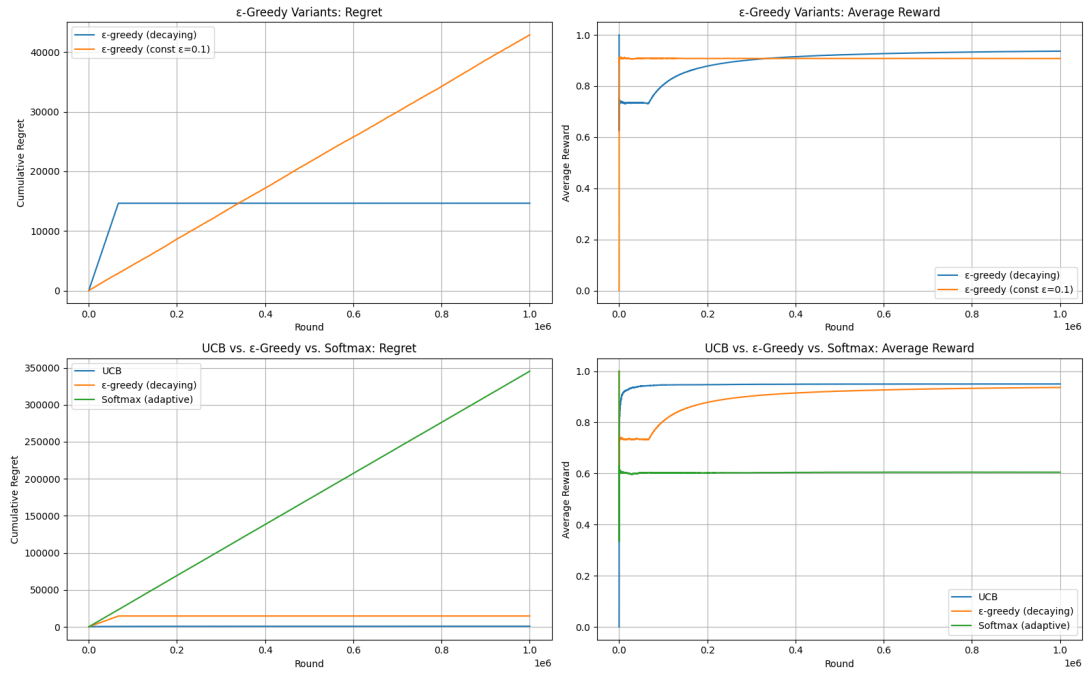 ε-Greedy Variants: Regret
ε-greedy (decaying)
ε-greedy (const ε=0.1)
Cumulative Regret
40000
30000
20000
10000
0
0.0 0.2 0.4 0.6 0.8 1.0
1e6
Round
ε-Greedy Variants: Average Reward
Average Reward
1.0
0.8
0.6
0.4
0.2
0.0
ε-greedy (decaying)
ε-greedy (const ε=0.1)
0.0 0.2 0.4 0.6 0.8 1.0
1e6
Round
UCB vs. ε-Greedy vs. Softmax: Regret
UCB
ε-greedy (decaying)
Softmax (adaptive)
Cumulative Regret
350000
300000
250000
200000
150000
100000
50000
0
0.0 0.2 0.4 0.6 0.8 1.0
1e6
Round
UCB vs. ε-Greedy vs. Softmax: Average Reward
Average Reward
1.0
0.8
0.6
0.4
0.2
0.0
UCB
ε-greedy (decaying)
Softmax (adaptive)
0.0 0.2 0.4 0.6 0.8 1.0
1e6
Round